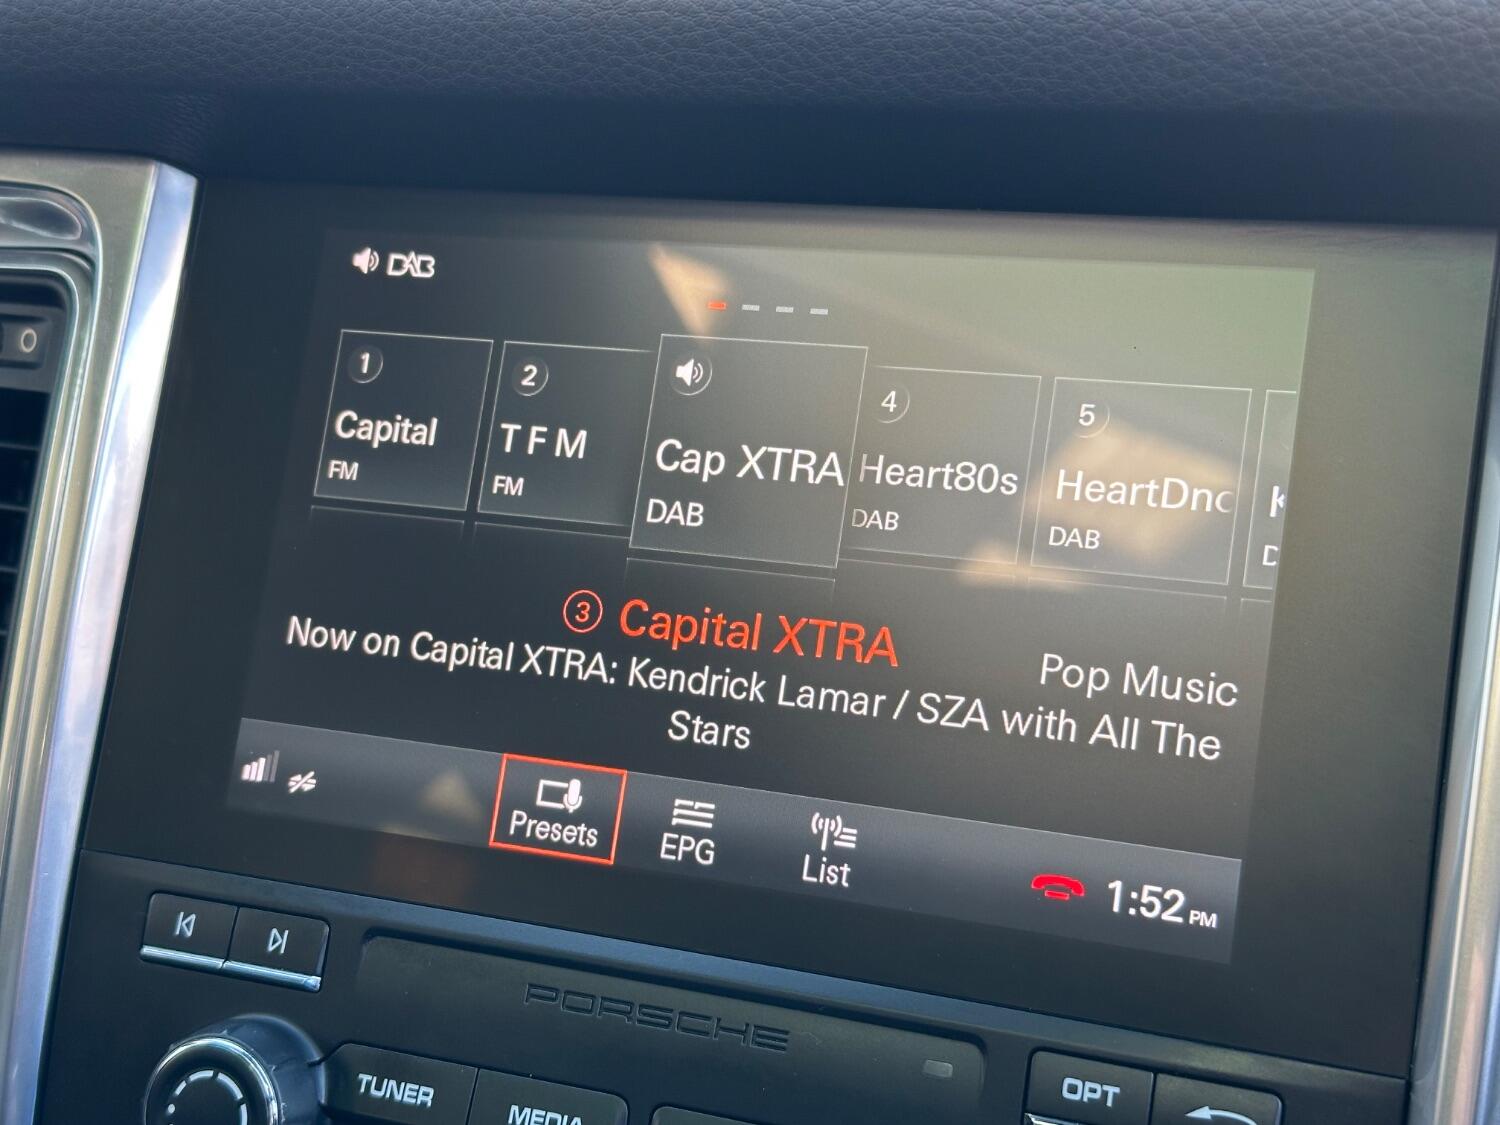 DAB
1
Capital
FM
2
TFM
FM
Cap XTRA
DAB
4
Heart80s
DAB
5
HeartDnc
DAB
3 Capital XTRA
Pop Music
Now on Capital XTRA: Kendrick Lamar / SZA with All The
Stars
Presets
EPG
List
1:52 PM
PORSCHE
TUNER
MEDIA
OPT